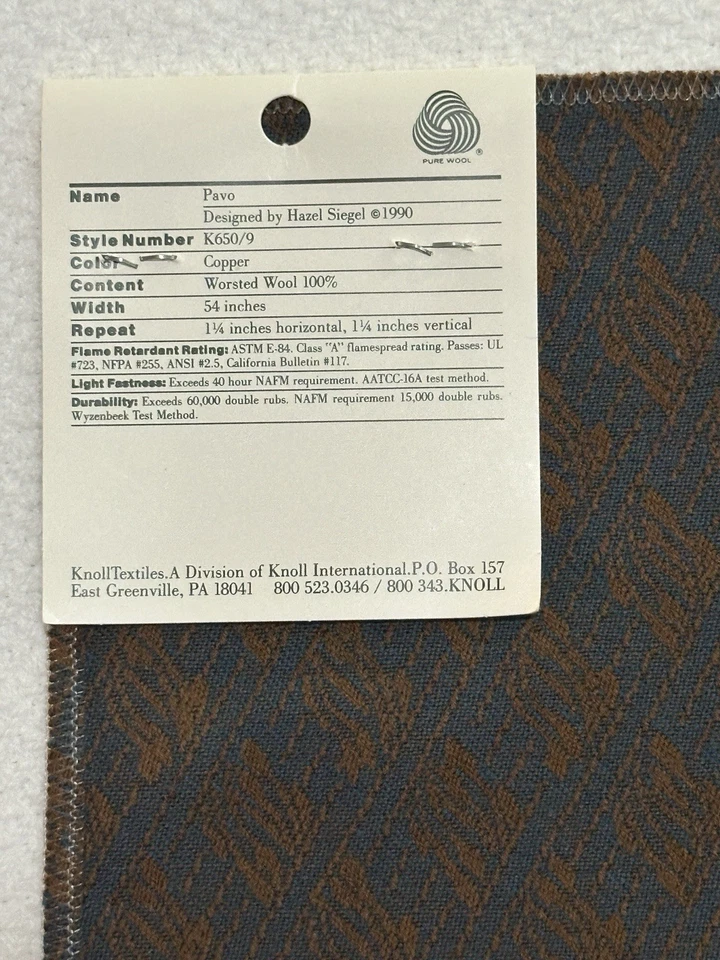 PURE WOOL ®
Name Pavo
Designed by Hazel Siegel ©1990
Style Number K650/9
Color Copper
Content Worsted Wool 100%
Width 54 inches
Repeat 1¼ inches horizontal, 1¼ inches vertical
Flame Retardant Rating: ASTM E-84. Class "A" flamespread rating. Passes: UL
#723, NFPA #255, ANSI #2.5, California Bulletin #117.
Light Fastness: Exceeds 40 hour NAFM requirement. AATCC-16A test method.
Durability: Exceeds 60,000 double rubs. NAFM requirement 15,000 double rubs.
Wyzenbeek Test Method.
KnollTextiles.A Division of Knoll International.P.O. Box 157
East Greenville, PA 18041 800 523.0346 / 800 343.KNOLL